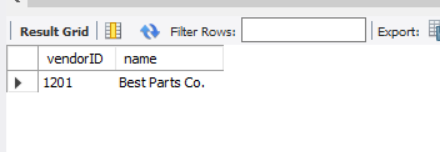 Result Grid Filter Rows: Export:
vendorID name
1201 Best Parts Co.